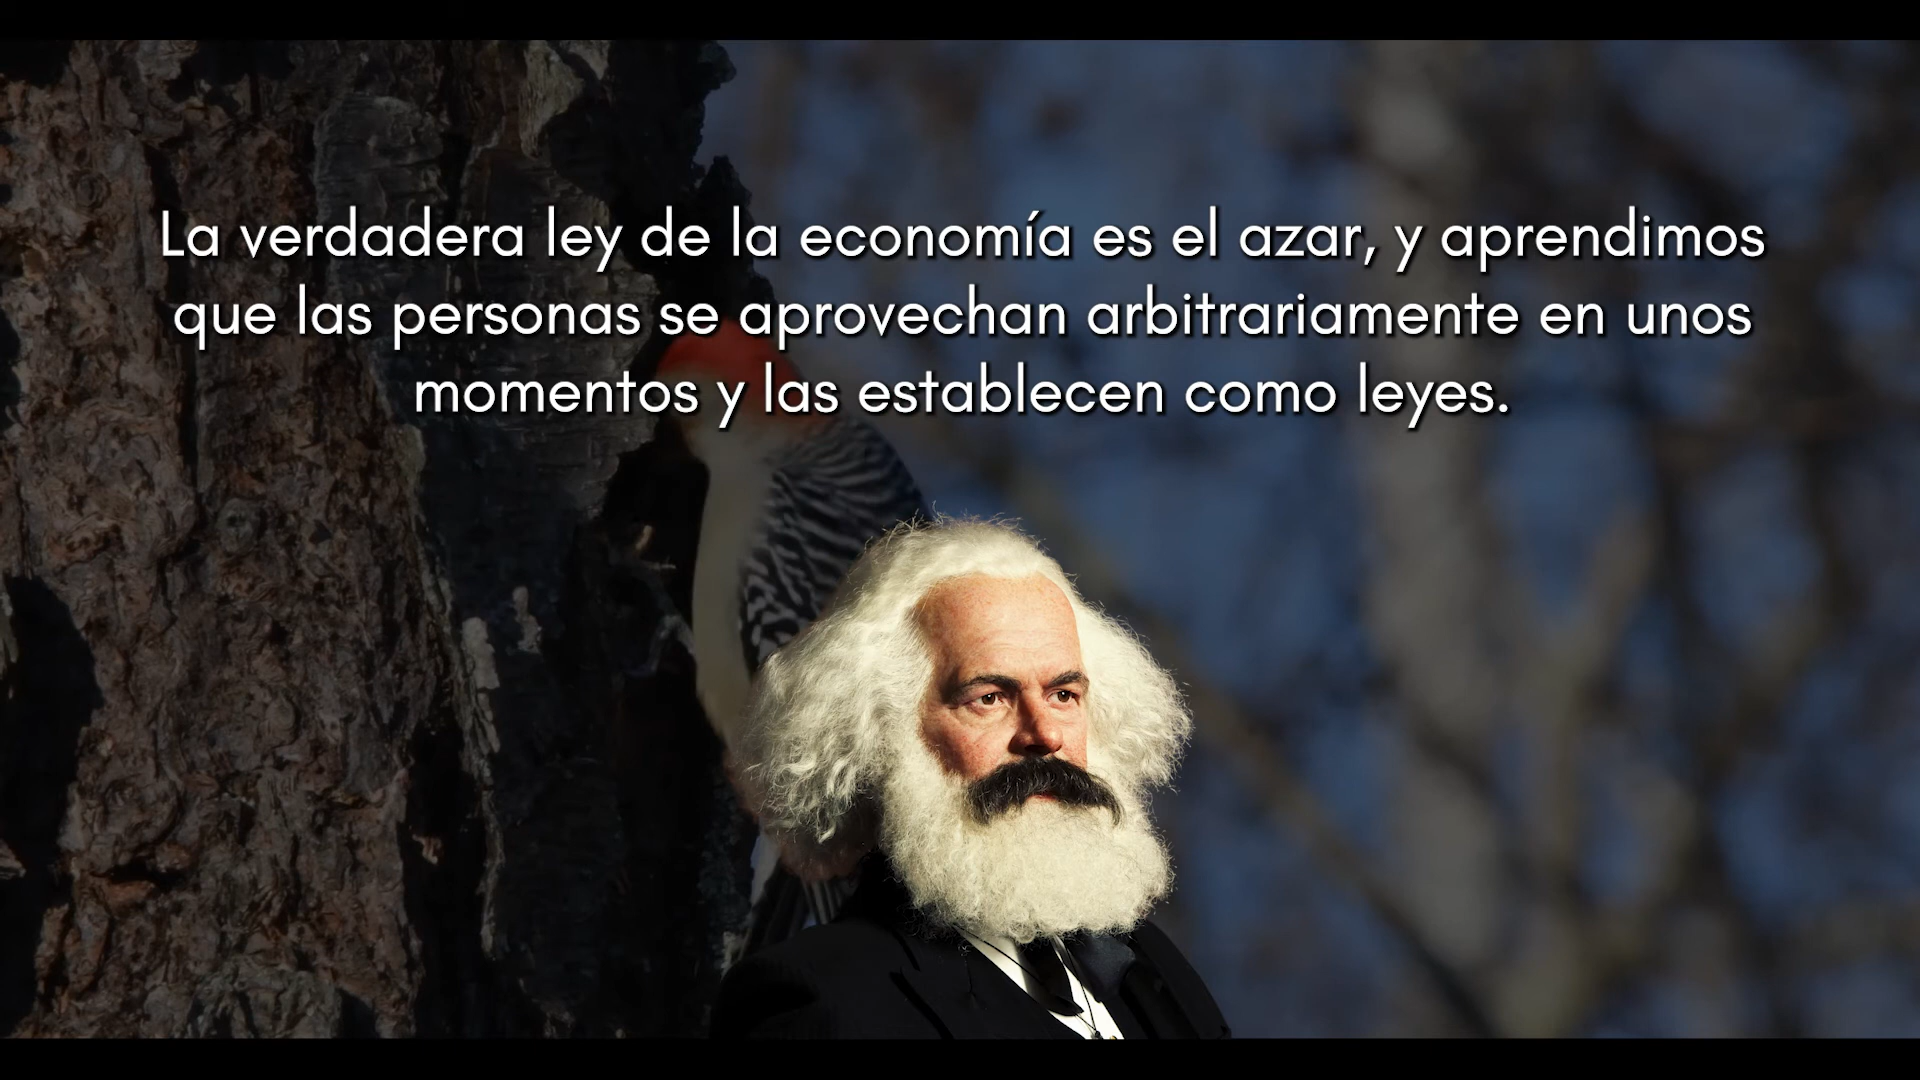 La verdadera ley de la economía es el azar, y aprendimos
que las personas se aprovechan arbitrariamente en unos
momentos y las establecen como leyes.